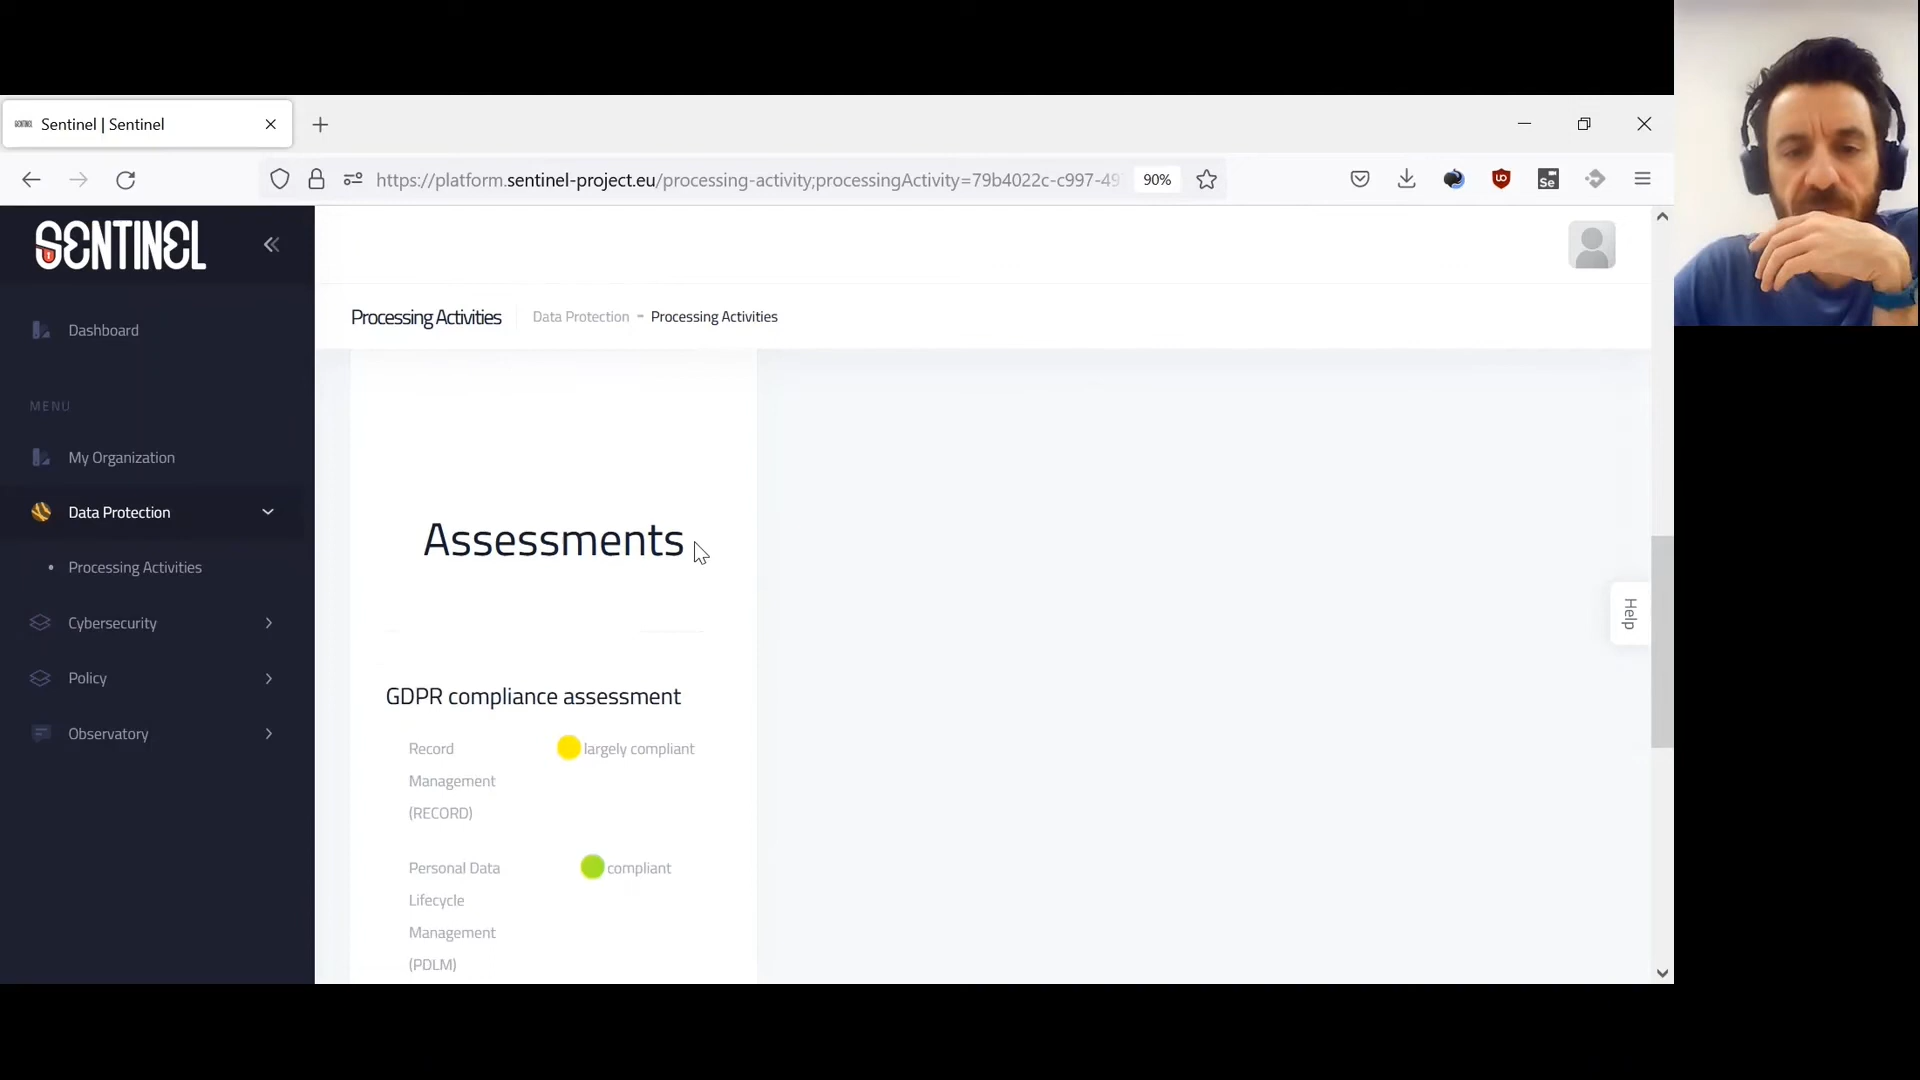 Sentinel | Sentinel
https://platform.sentinel-project.eu/processing-activity;processingActivity=79b4022c-c997-49
90%
SENTINEL
Processing Activities
Data Protection - Processing Activities
Dashboard
MENU
My Organization
Data Protection
Processing Activities
Cybersecurity
Policy
Observatory
Assessments
GDPR compliance assessment
Record
Management
(RECORD)
largely compliant
Personal Data
Lifecycle
Management
(PDLM)
compliant
Help
Se